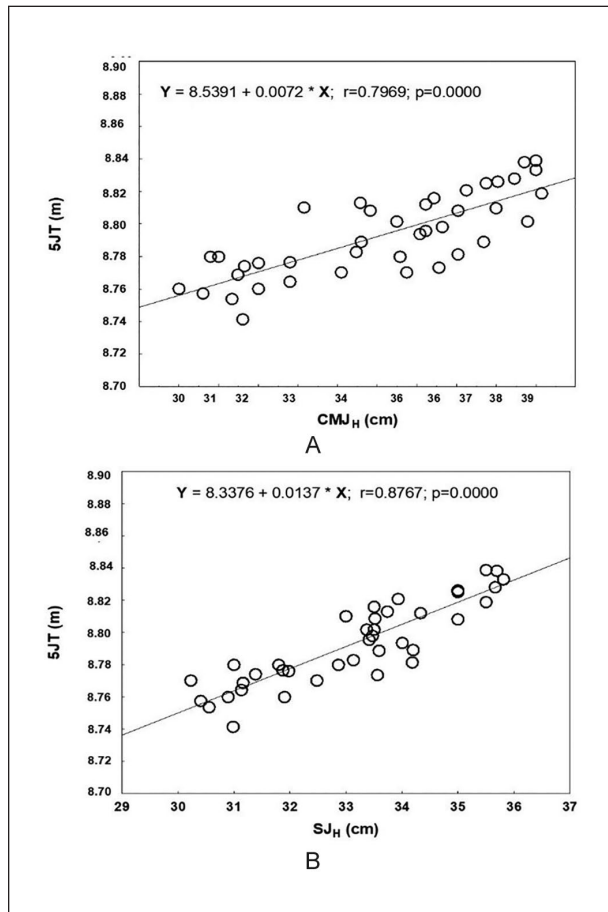 8.90
Y = 8.5391 + 0.0072 * X; r=0.7969; p=0.0000
8.88
8.86
8.84
8.82
5JT (m)
8.80
8.78
8.76
8.74
8.70
30 31 32 33 34 35 36 36 37 38 39
CMJH (cm)
A
8.90
Y = 8.3376 + 0.0137 * X; r=0.8767; p=0.0000
8.88
8.86
8.84
8.82
5JT (m)
8.80
8.78
8.76
8.74
8.72
8.70
29 30 31 32 33 34 35 36 37
SJH (cm)
B